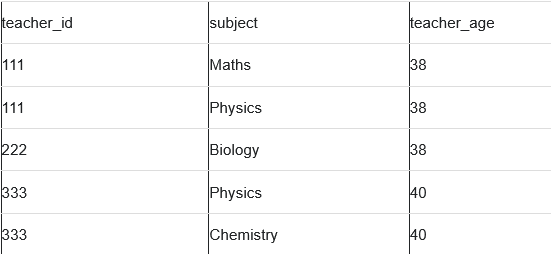 teacher_id subject teacher_age
111 Maths 38
111 Physics 38
222 Biology 38
333 Physics 40
333 Chemistry 40